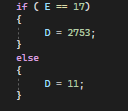 if ( E == 17)
{
    D = 2753;
}
else
{
    D = 11;
}